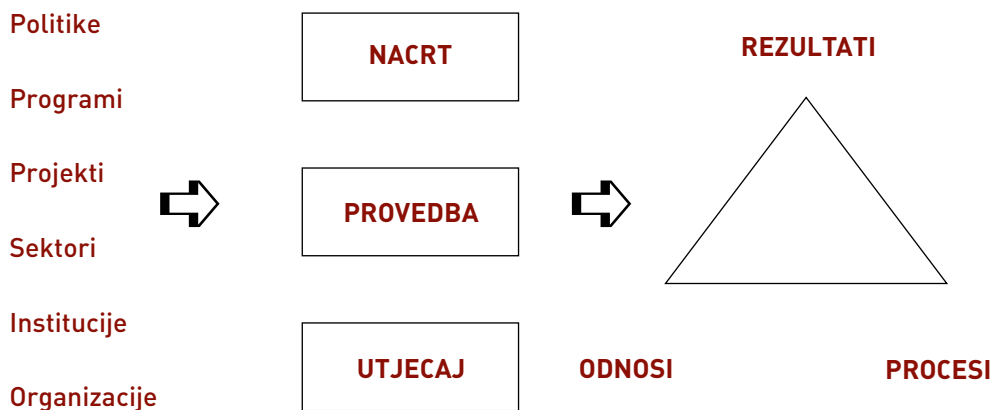 Politike
Programi
Projekti
Sektori
Institucije
Organizacije
NACRT
PROVEDBA
UTJECAJ
REZULTATI
ODNOSI
PROCESI